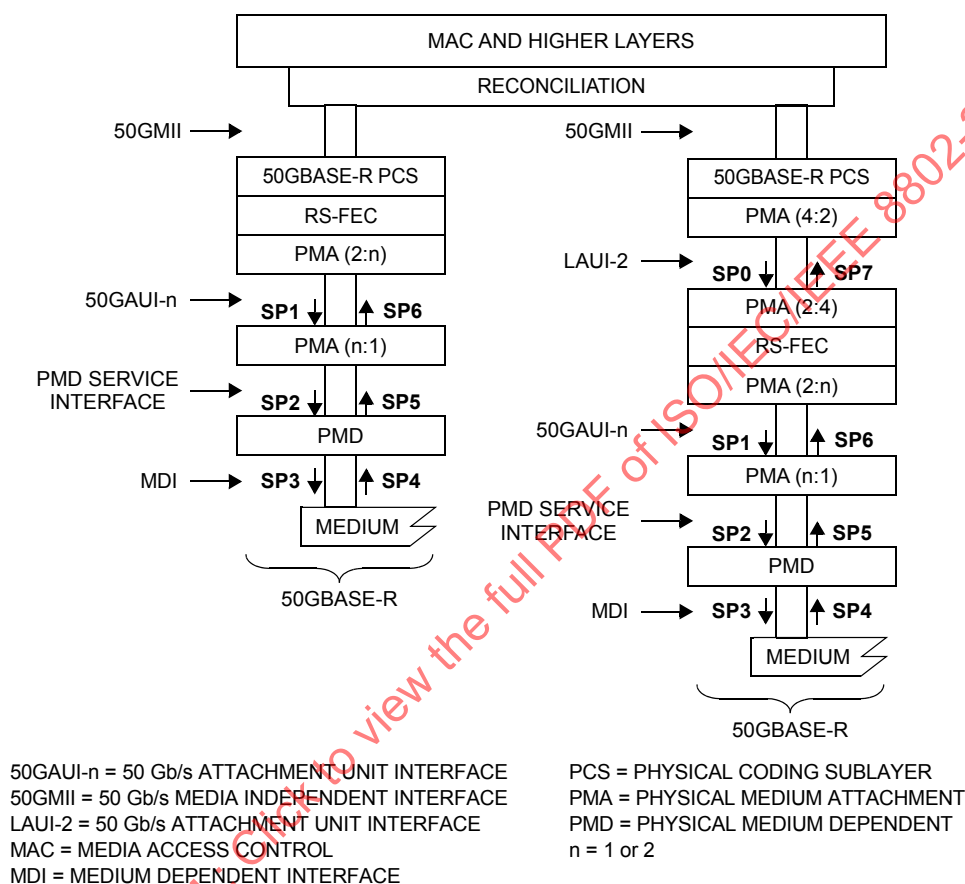 MAC AND HIGHER LAYERS
RECONCILIATION
50GMII
50GBASE-R PCS
RS-FEC
PMA (2:n)
50GAUI-n
SP1
SP6
PMA (n:1)
PMD SERVICE
INTERFACE
SP2
SP5
PMD
MDI
SP3
SP4
MEDIUM
50GBASE-R
50GMII
50GBASE-R PCS
PMA (4:2)
LAUI-2
SP0
SP7
PMA (2:4)
RS-FEC
PMA (2:n)
50GAUI-n
SP1
SP6
PMA (n:1)
PMD SERVICE
INTERFACE
SP2
SP5
PMD
MDI
SP3
SP4
MEDIUM
50GBASE-R
50GAUI-n = 50 Gb/s ATTACHMENT UNIT INTERFACE
50GMII = 50 Gb/s MEDIA INDEPENDENT INTERFACE
LAUI-2 = 50 Gb/s ATTACHMENT UNIT INTERFACE
MAC = MEDIA ACCESS CONTROL
MDI = MEDIUM DEPENDENT INTERFACE
PCS = PHYSICAL CODING SUBLAYER
PMA = PHYSICAL MEDIUM ATTACHMENT
PMD = PHYSICAL MEDIUM DEPENDENT
n = 1 or 2
Click to view the full PDF of ISO/IEC/IEEE 8802-